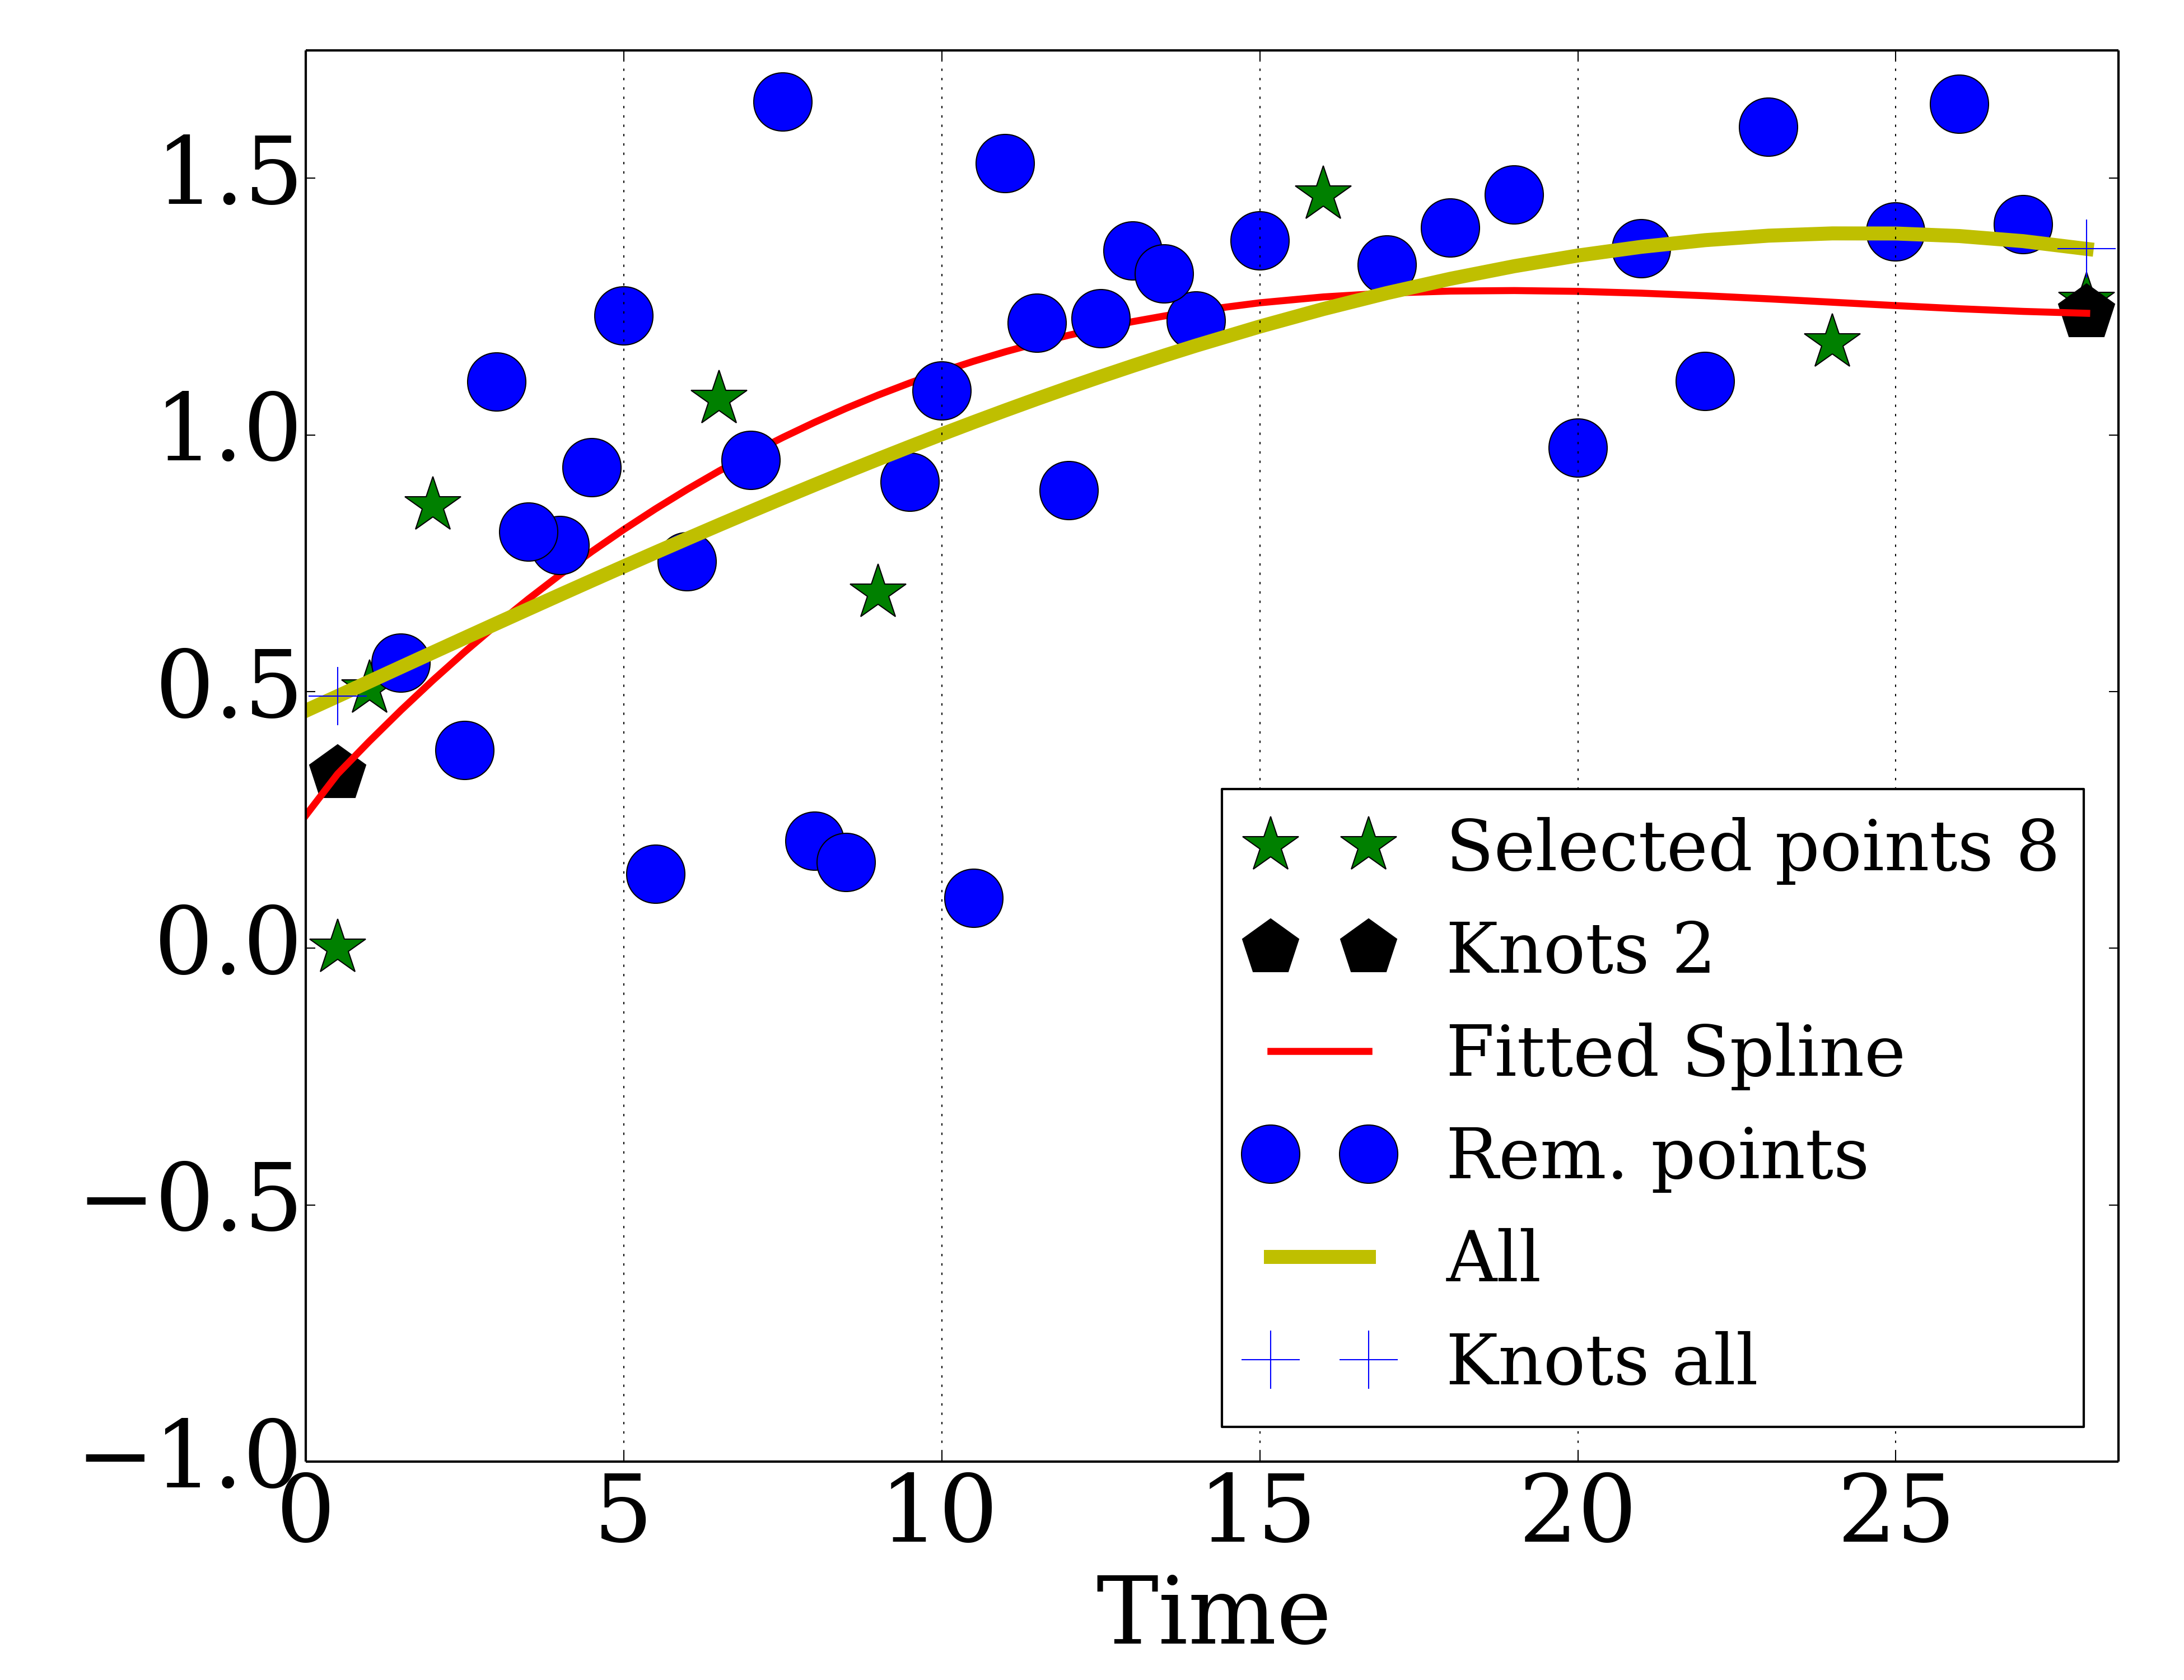 1.5
1.0
0.5
0.0
−0.5
−1.0
0 5 10 15 20 25
Time
Selected points 8
Knots 2
Fitted Spline
Rem. points
All
Knots all